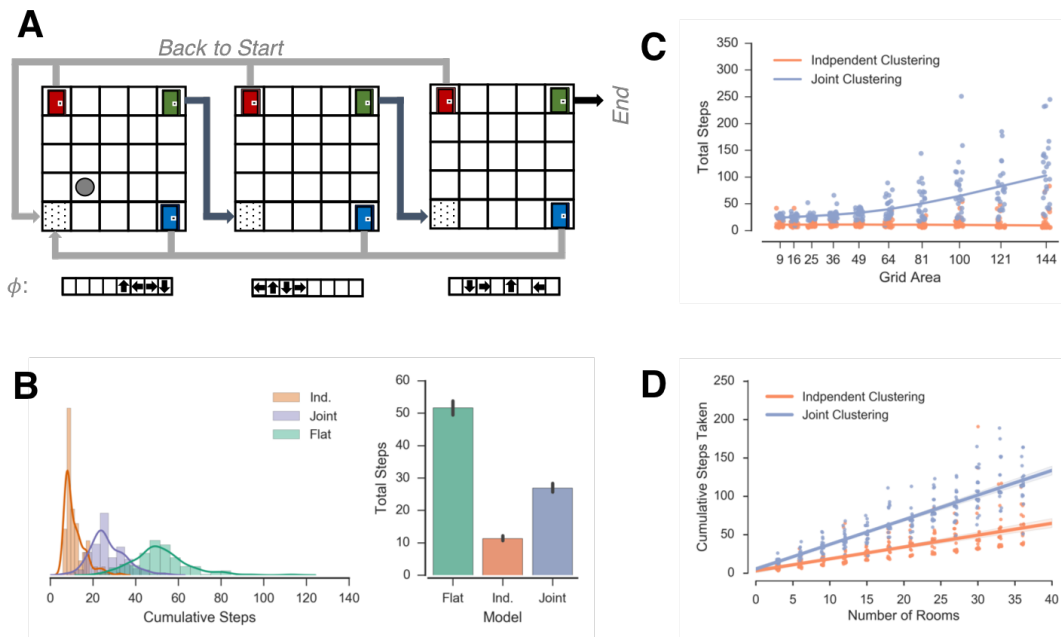 A
Back to Start
End
ϕ:
B
Ind.
Joint
Flat
0 20 40 60 80 100 120 140
Cumulative Steps
60
50
40
30
20
10
0
Total Steps
Flat Ind. Joint
Model
C
350
300
250
200
150
100
50
0
Total Steps
Indpendent Clustering
Joint Clustering
9 16 25 36 49 64 81 100 121 144
Grid Area
D
250
200
150
100
50
0
Cumulative Steps Taken
Indpendent Clustering
Joint Clustering
0 5 10 15 20 25 30 35 40
Number of Rooms